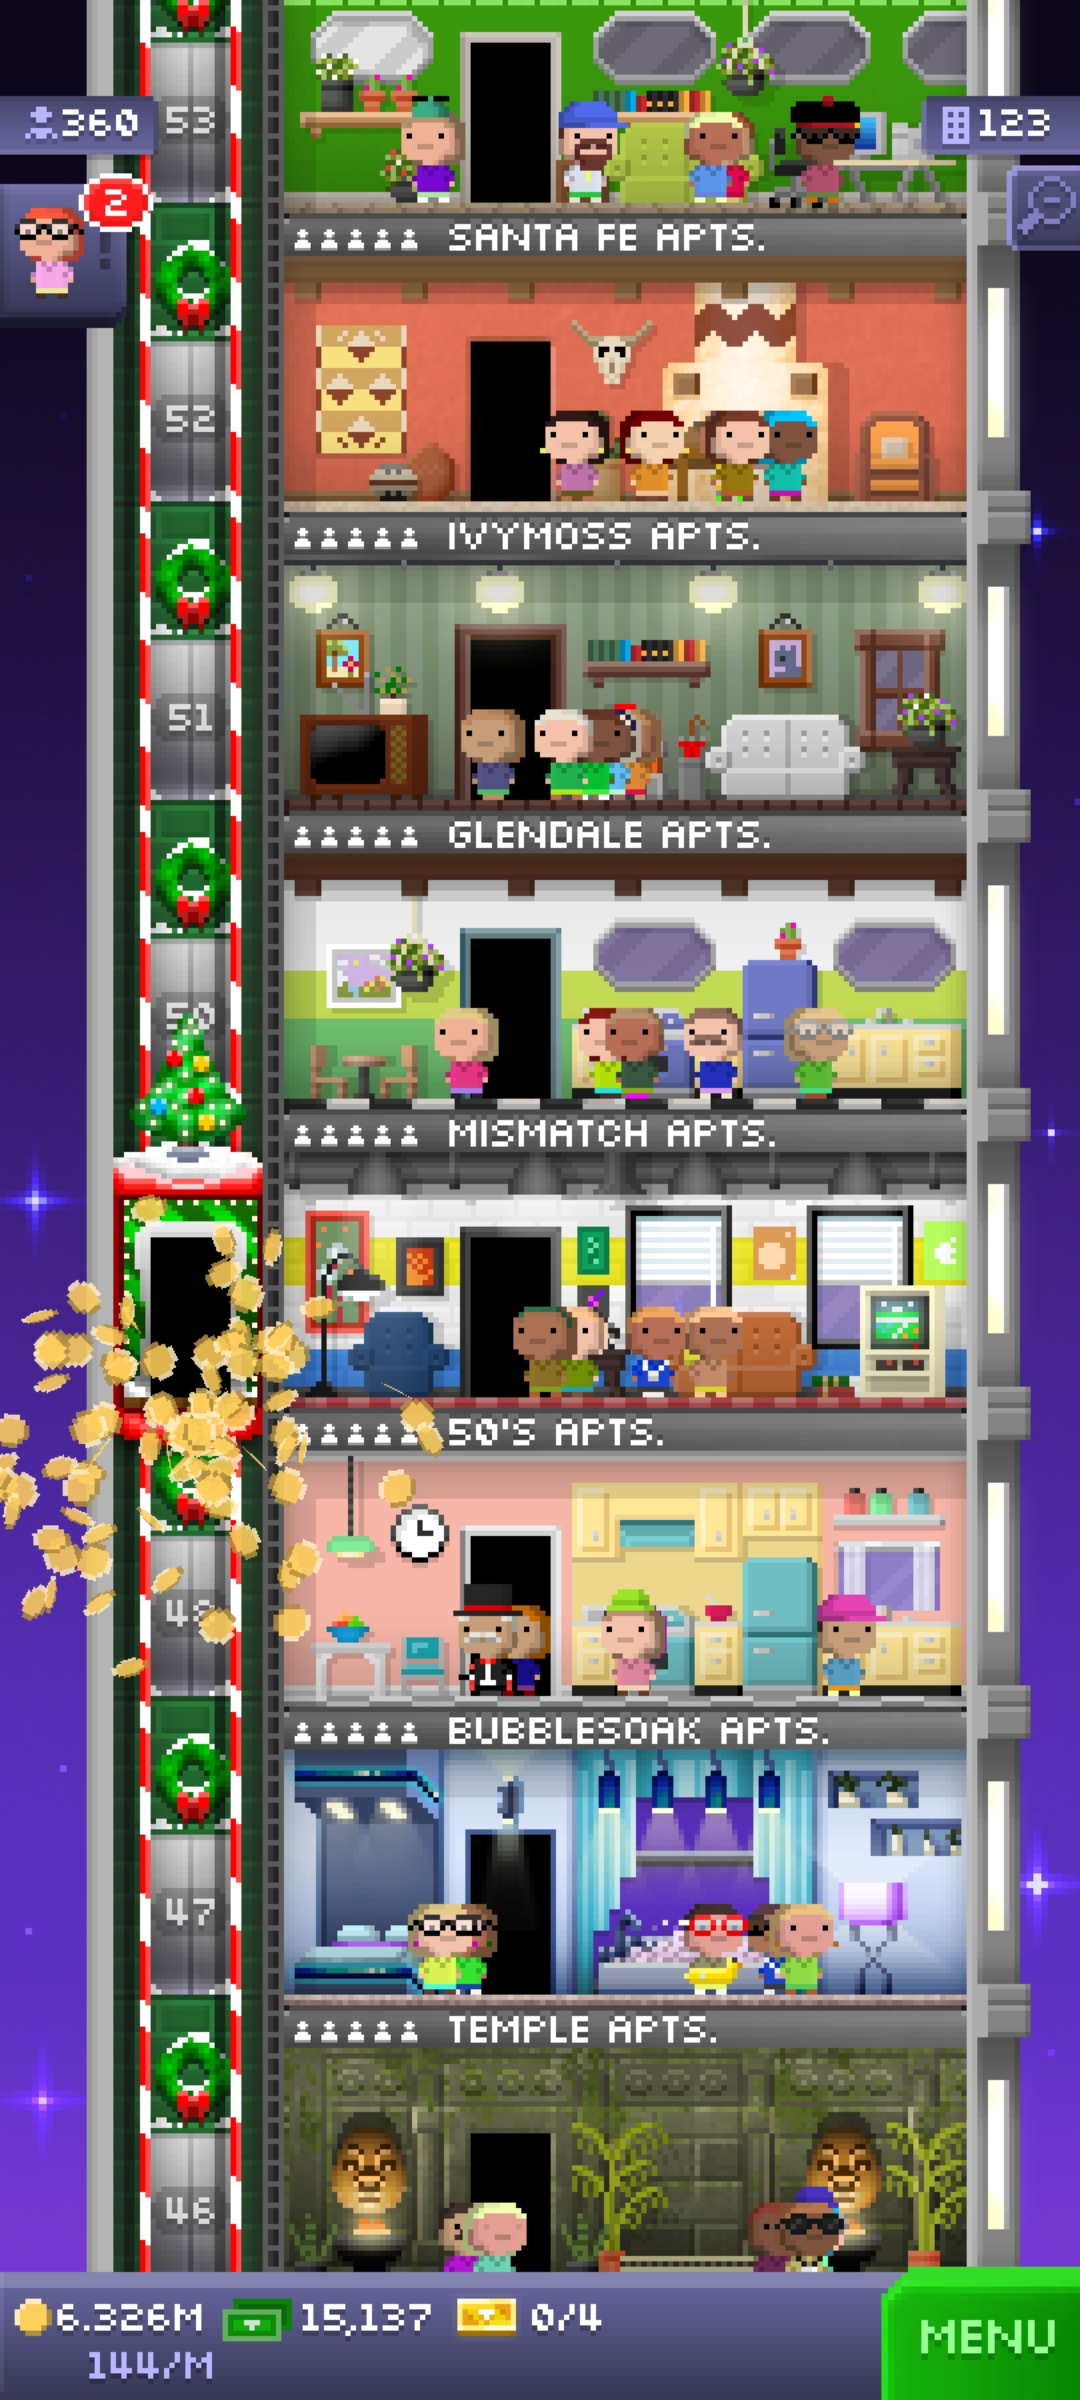 53
360
123
2
SANTA FE APTS.
52
IVYMOSS APTS.
51
GLENDALE APTS.
50
MISMATCH APTS.
50'S APTS.
48
BUBBLESOAK APTS.
47
TEMPLE APTS.
46
6.326M 15,137 0/4
144/M
MENU